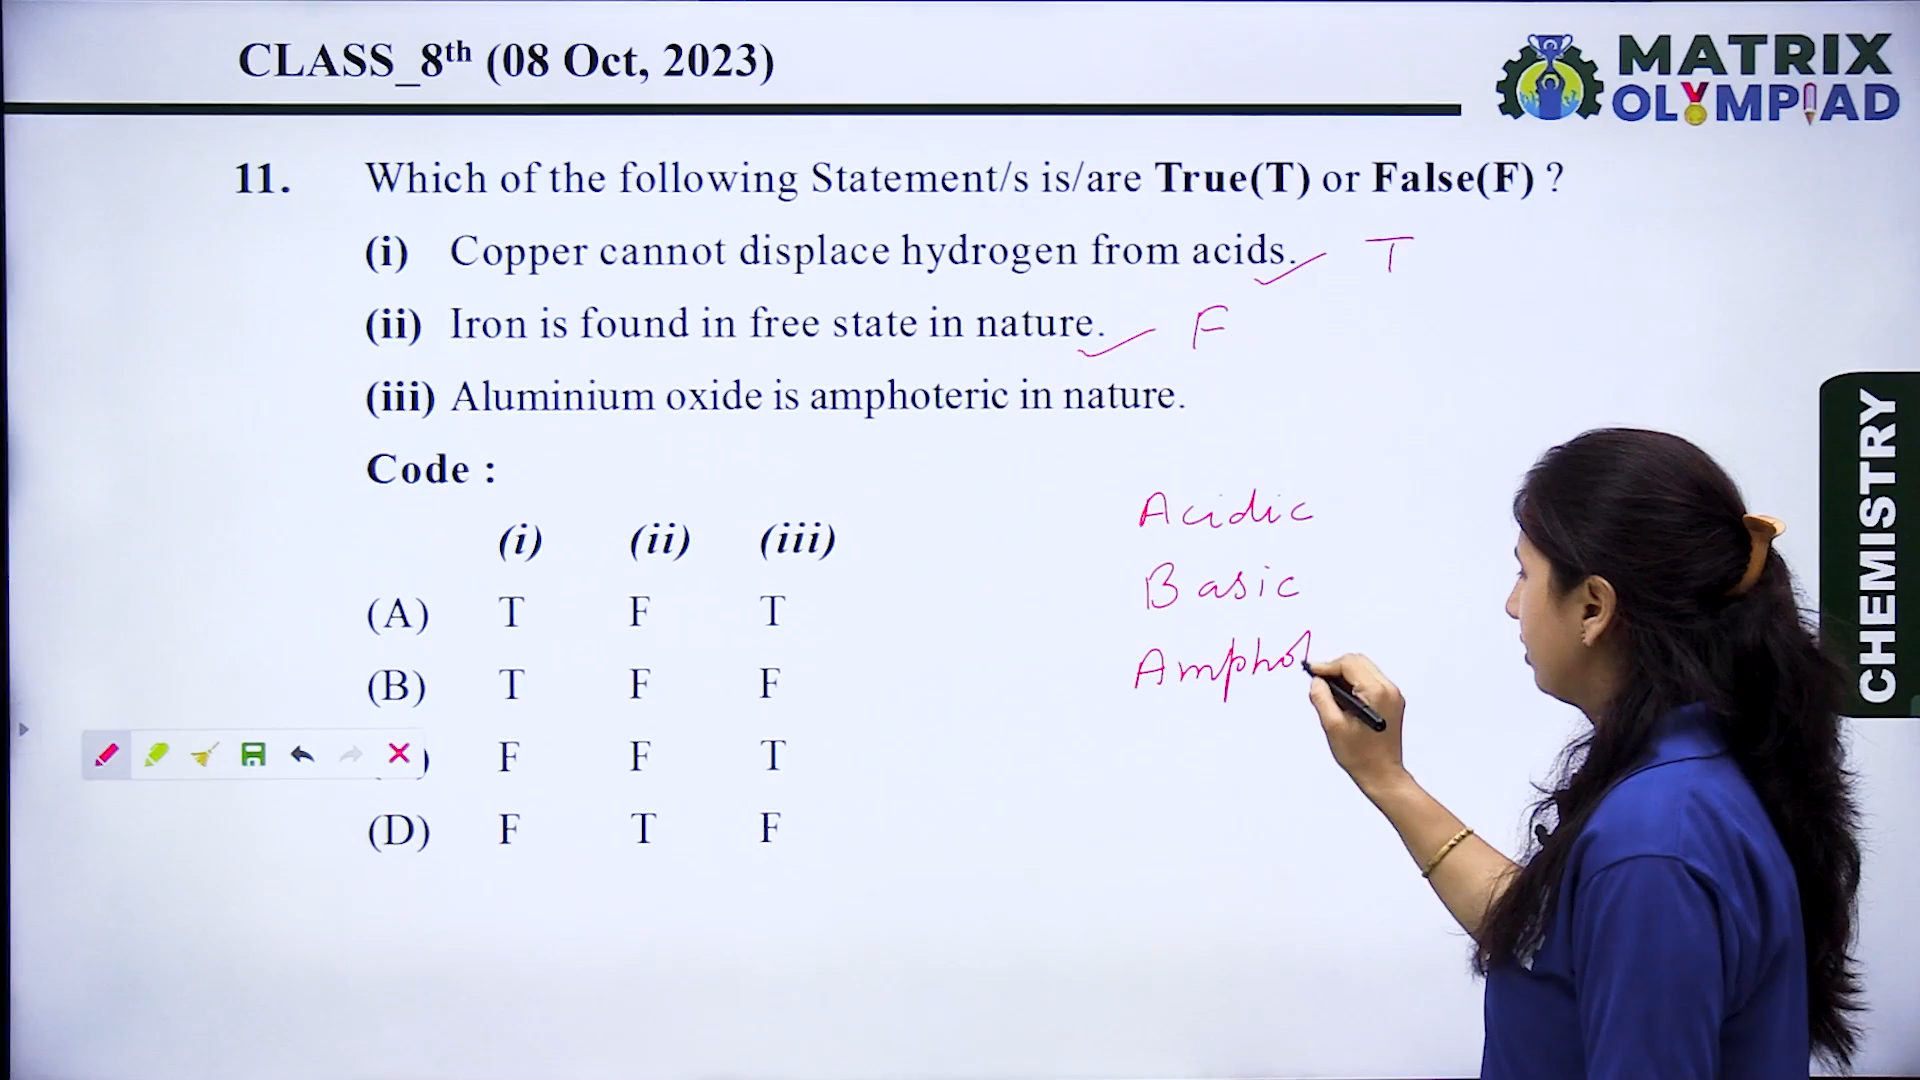 CLASS_8th (08 Oct, 2023)
MATRIX
OLYMPIAD
11. Which of the following Statement/s is/are True(T) or False(F) ?
(i) Copper cannot displace hydrogen from acids. T
(ii) Iron is found in free state in nature. F
(iii) Aluminium oxide is amphoteric in nature.
Code :
(i) (ii) (iii)
(A) T F T
(B) T F F
) F F T
(D) F T F
Acidic
Basic
Amphot
CHEMISTRY